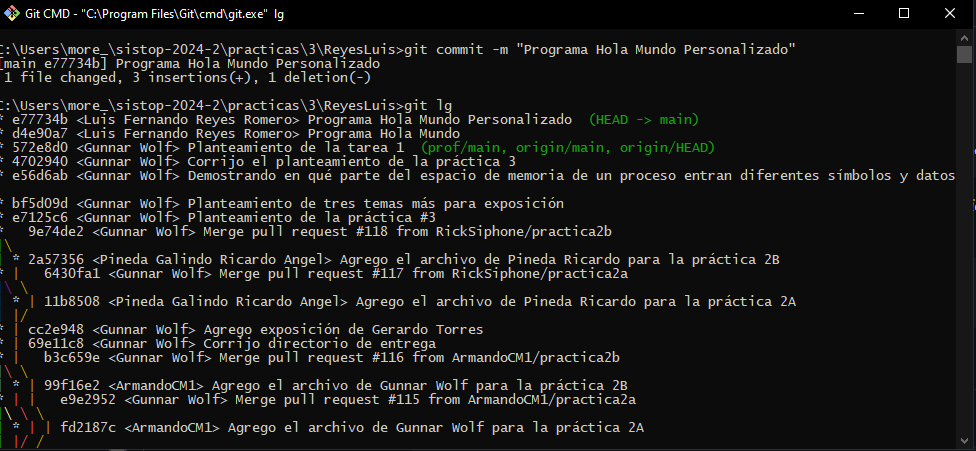 Git CMD - "C:\Program Files\Git\cmd\git.exe" lg
C:\Users\more_\sistop-2024-2\practicas\3\ReyesLuis>git commit -m "Programa Hola Mundo Personalizado"
[main e77734b] Programa Hola Mundo Personalizado
1 file changed, 3 insertions(+), 1 deletion(-)
C:\Users\more_\sistop-2024-2\practicas\3\ReyesLuis>git lg
* e77734b <Luis Fernando Reyes Romero> Programa Hola Mundo Personalizado (HEAD -> main)
* d4e90a7 <Luis Fernando Reyes Romero> Programa Hola Mundo
* 572e8d0 <Gunnar Wolf> Planteamiento de la tarea 1 (prof/main, origin/main, origin/HEAD)
* 4702940 <Gunnar Wolf> Corrijo el planteamiento de la práctica 3
* e56d6ab <Gunnar Wolf> Demostrando en qué parte del espacio de memoria de un proceso entran diferentes símbolos y datos
* bf5d09d <Gunnar Wolf> Planteamiento de tres temas más para exposición
* e7125c6 <Gunnar Wolf> Planteamiento de la práctica #3
* 9e74de2 <Gunnar Wolf> Merge pull request #118 from RickSiphone/practica2b
|\
| * 2a57356 <Pineda Galindo Ricardo Angel> Agrego el archivo de Pineda Ricardo para la práctica 2B
* | 6430fa1 <Gunnar Wolf> Merge pull request #117 from RickSiphone/practica2a
|\ \
| * | 11b8508 <Pineda Galindo Ricardo Angel> Agrego el archivo de Pineda Ricardo para la práctica 2A
| |/
* | cc2e948 <Gunnar Wolf> Agrego exposición de Gerardo Torres
* | 69e11c8 <Gunnar Wolf> Corrijo directorio de entrega
* | b3c659e <Gunnar Wolf> Merge pull request #116 from ArmandoCM1/practica2b
|\ \
| * | 99f16e2 <ArmandoCM1> Agrego el archivo de Gunnar Wolf para la práctica 2B
* | | e9e2952 <Gunnar Wolf> Merge pull request #115 from ArmandoCM1/practica2a
|\ \ \
| * | | fd2187c <ArmandoCM1> Agrego el archivo de Gunnar Wolf para la práctica 2A
| |/ /